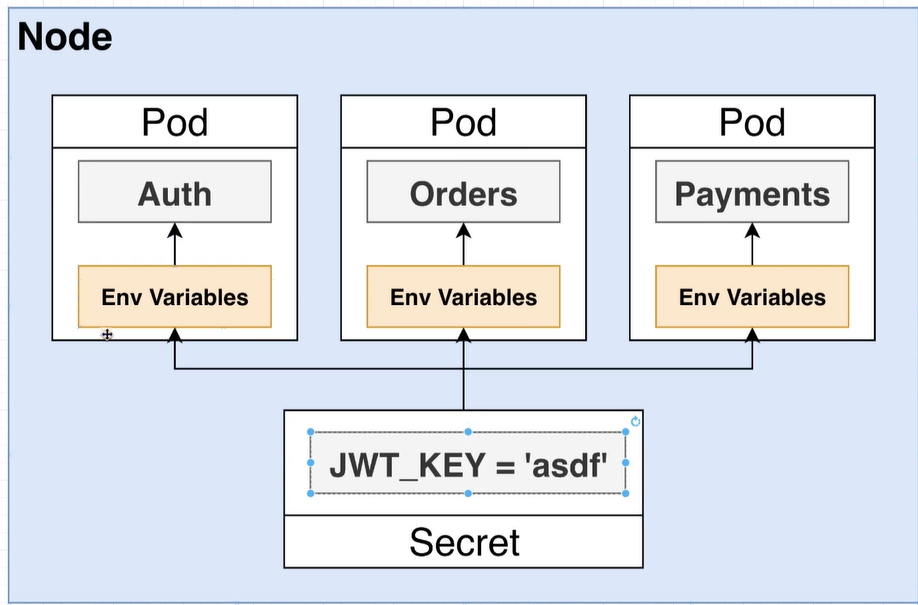 Node
Pod
Pod
Pod
Auth
Orders
Payments
Env Variables
Env Variables
Env Variables
JWT_KEY = 'asdf'
Secret